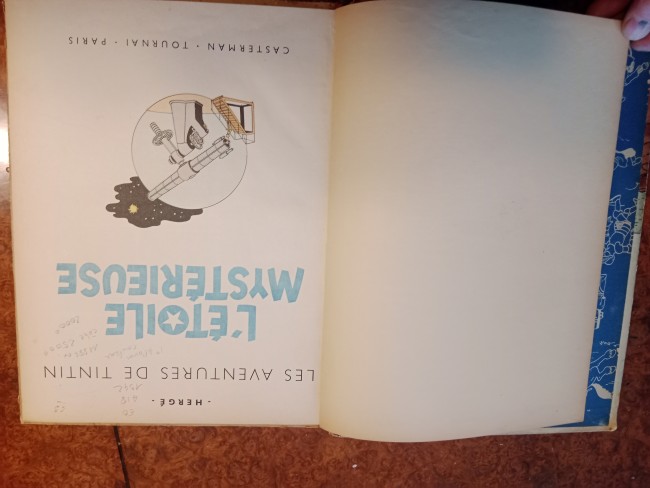 - HERGÉ -
LES AVENTURES DE TINTIN
L'ÉTOILE
MYSTÉRIEUSE
CASTERMAN · TOURNAI · PARIS